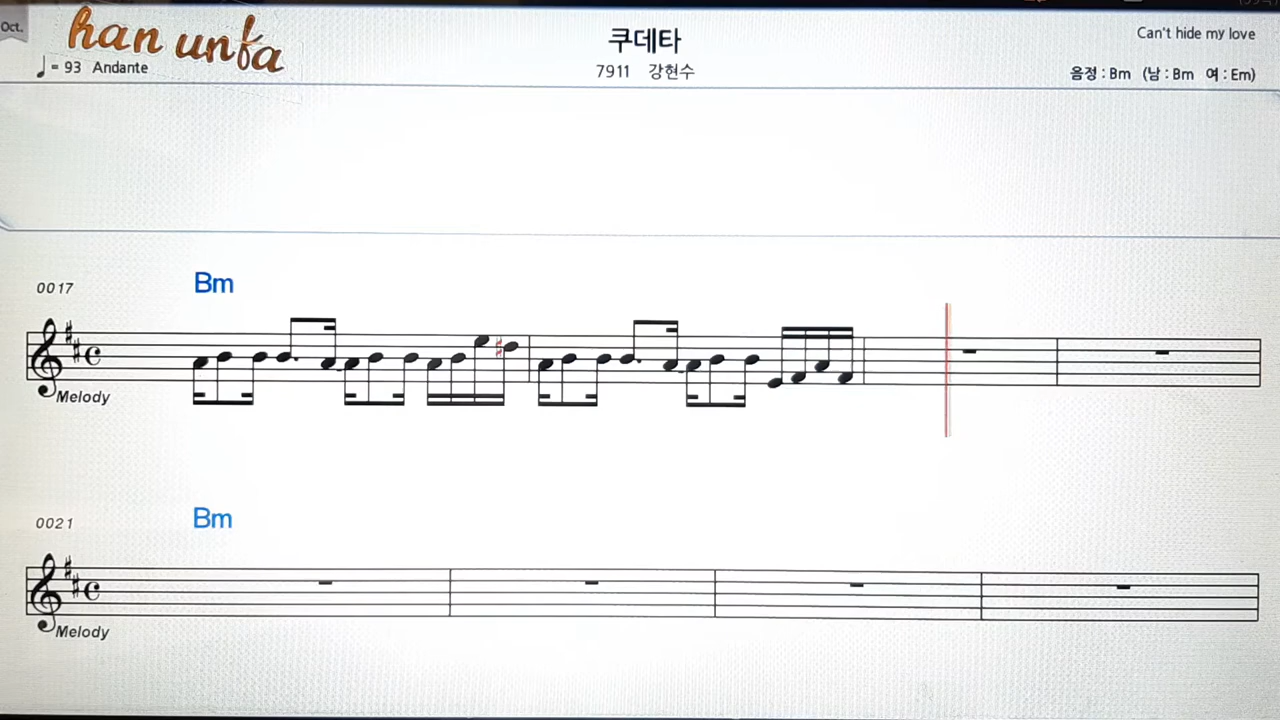 Oct.
han unfa
쿠데타
Can't hide my love
♩ = 93 Andante
7911 강현수
음정 : Bm (남 : Bm 여 : Em)
0017
Bm
Melody
0021
Bm
Melody